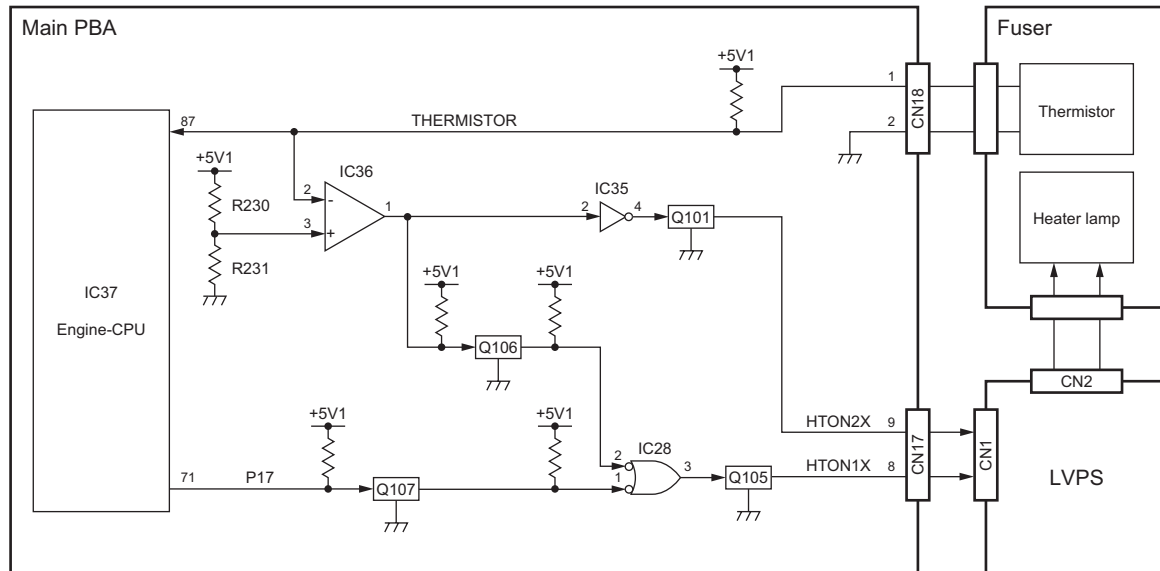 Main PBA
Fuser
+5V1
1
CN18
2
Thermistor
87
THERMISTOR
+5V1
IC36
IC35
R230
2
-
1
2
4
Q101
Heater lamp
3
+
R231
IC37
Engine-CPU
+5V1
+5V1
Q106
CN2
+5V1
+5V1
HTON2X
9
CN17
CN1
IC28
2
1
3
HTON1X
8
71
P17
Q107
Q105
LVPS